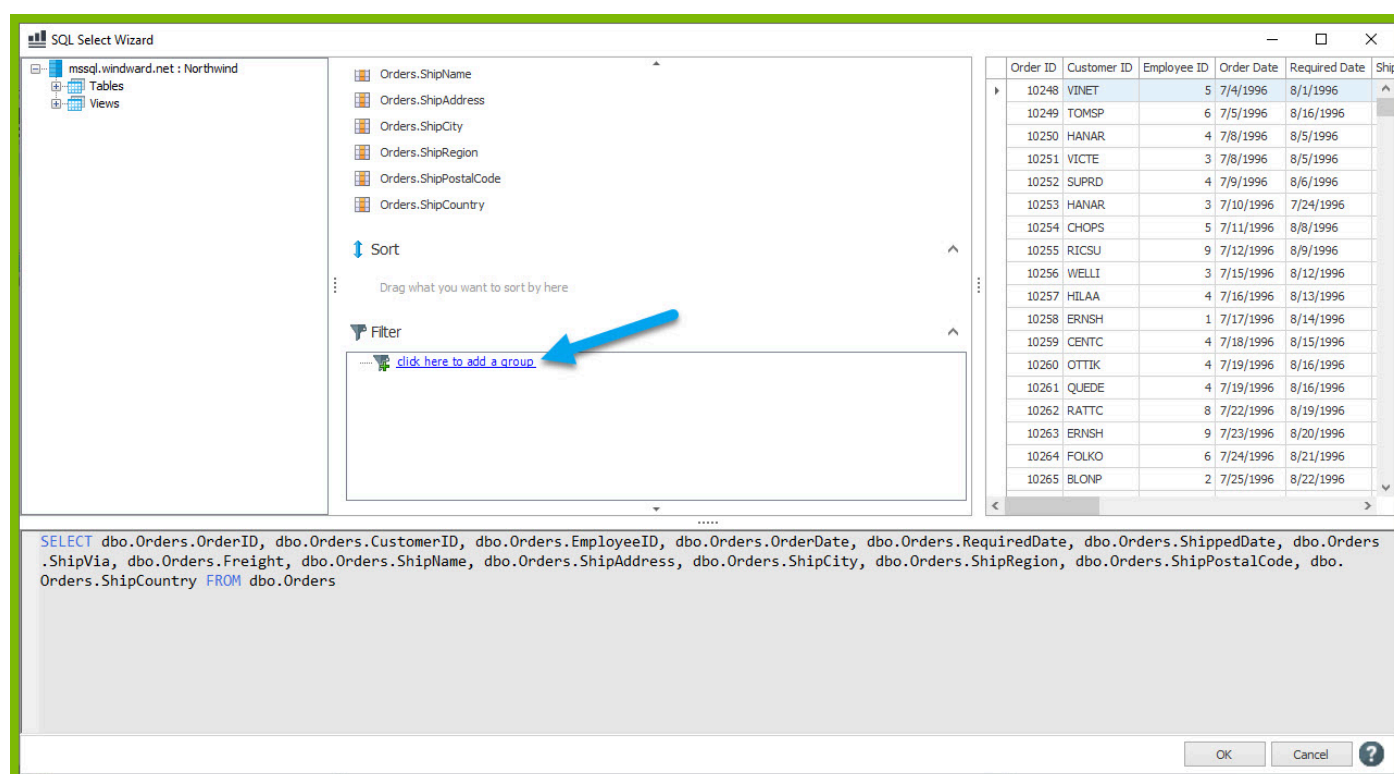 SQL Select Wizard
mssql.windward.net : Northwind
Tables
Views
Orders.ShipName
Orders.ShipAddress
Orders.ShipCity
Orders.ShipRegion
Orders.ShipPostalCode
Orders.ShipCountry
Sort
Drag what you want to sort by here
Filter
click here to add a group
Order ID Customer ID Employee ID Order Date Required Date Ship
10248 VINET 5 7/4/1996 8/1/1996
10249 TOMSP 6 7/5/1996 8/16/1996
10250 HANAR 4 7/8/1996 8/5/1996
10251 VICTE 3 7/8/1996 8/5/1996
10252 SUPRD 4 7/9/1996 8/6/1996
10253 HANAR 3 7/10/1996 7/24/1996
10254 CHOPS 5 7/11/1996 8/8/1996
10255 RICSU 9 7/12/1996 8/9/1996
10256 WELLI 3 7/15/1996 8/12/1996
10257 HILAA 4 7/16/1996 8/13/1996
10258 ERNSH 1 7/17/1996 8/14/1996
10259 CENTC 4 7/18/1996 8/15/1996
10260 OTTIK 4 7/19/1996 8/16/1996
10261 QUEDE 4 7/19/1996 8/16/1996
10262 RATTC 8 7/22/1996 8/19/1996
10263 ERNSH 9 7/23/1996 8/20/1996
10264 FOLKO 6 7/24/1996 8/21/1996
10265 BLONP 2 7/25/1996 8/22/1996
SELECT dbo.Orders.OrderID, dbo.Orders.CustomerID, dbo.Orders.EmployeeID, dbo.Orders.OrderDate, dbo.Orders.RequiredDate, dbo.Orders.ShippedDate, dbo.Orders
.ShipVia, dbo.Orders.Freight, dbo.Orders.ShipName, dbo.Orders.ShipAddress, dbo.Orders.ShipCity, dbo.Orders.ShipRegion, dbo.Orders.ShipPostalCode, dbo.
Orders.ShipCountry FROM dbo.Orders
OK Cancel ?